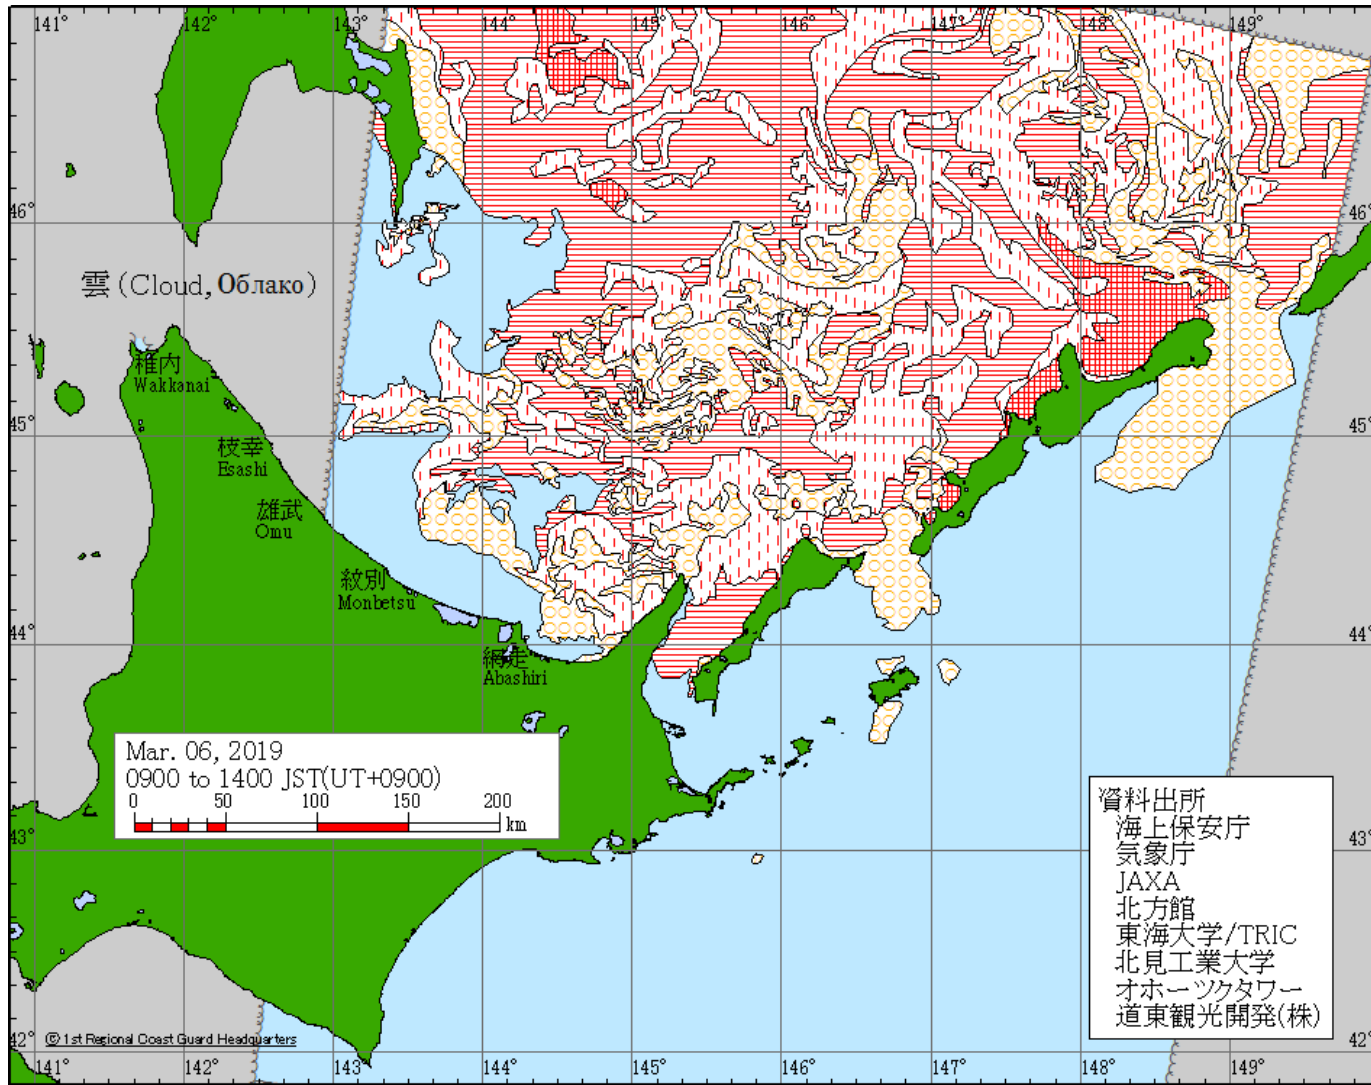 141° 142° 143° 144° 145° 146° 147° 148° 149°
46° 46°
雲 (Cloud, Облако)
稚内
Wakkanai
45° 45°
枝幸
Esashi
雄武
Omu
紋別
Monbetsu
44° 44°
網走
Abashiri
Mar. 06, 2019
0900 to 1400 JST(UT+0900)
0 50 100 150 200
km
資料出所
海上保安庁
気象庁
JAXA
北方館
東海大学/TRIC
北見工業大学
オホーツクタワー
道東観光開発(株)
43° 43°
42° 42°
© 1st Regional Coast Guard Headquarters
141° 142° 143° 144° 145° 146° 147° 148° 149°